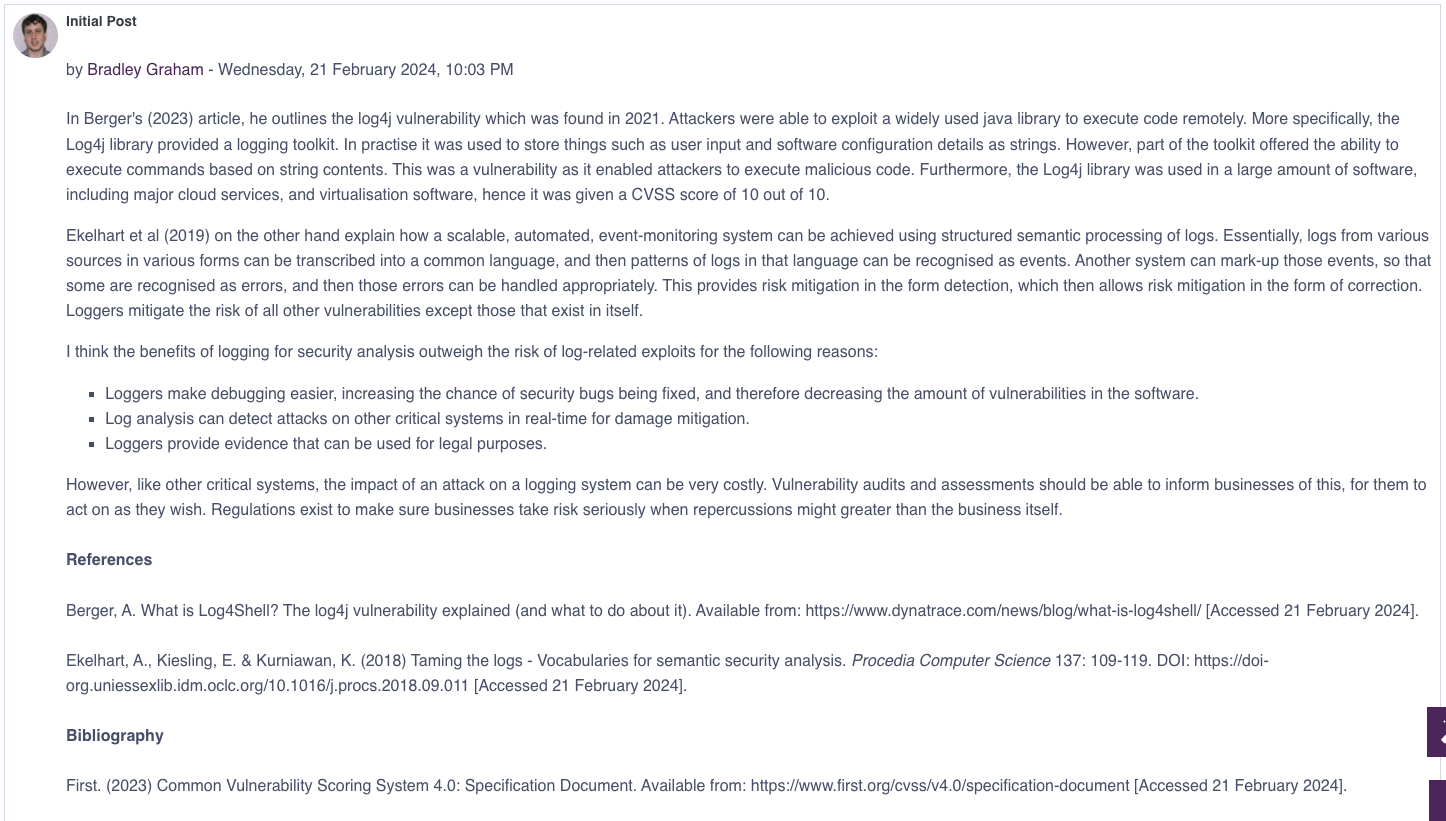 Initial Post
by Bradley Graham - Wednesday, 21 February 2024, 10:03 PM
In Berger's (2023) article, he outlines the log4j vulnerability which was found in 2021. Attackers were able to exploit a widely used java library to execute code remotely. More specifically, the
Log4j library provided a logging toolkit. In practise it was used to store things such as user input and software configuration details as strings. However, part of the toolkit offered the ability to
execute commands based on string contents. This was a vulnerability as it enabled attackers to execute malicious code. Furthermore, the Log4j library was used in a large amount of software,
including major cloud services, and virtualisation software, hence it was given a CVSS score of 10 out of 10.
Ekelhart et al (2019) on the other hand explain how a scalable, automated, event-monitoring system can be achieved using structured semantic processing of logs. Essentially, logs from various
sources in various forms can be transcribed into a common language, and then patterns of logs in that language can be recognised as events. Another system can mark-up those events, so that
some are recognised as errors, and then those errors can be handled appropriately. This provides risk mitigation in the form detection, which then allows risk mitigation in the form of correction.
Loggers mitigate the risk of all other vulnerabilities except those that exist in itself.
I think the benefits of logging for security analysis outweigh the risk of log-related exploits for the following reasons:
▪ Loggers make debugging easier, increasing the chance of security bugs being fixed, and therefore decreasing the amount of vulnerabilities in the software.
▪ Log analysis can detect attacks on other critical systems in real-time for damage mitigation.
▪ Loggers provide evidence that can be used for legal purposes.
However, like other critical systems, the impact of an attack on a logging system can be very costly. Vulnerability audits and assessments should be able to inform businesses of this, for them to
act on as they wish. Regulations exist to make sure businesses take risk seriously when repercussions might greater than the business itself.
References
Berger, A. What is Log4Shell? The log4j vulnerability explained (and what to do about it). Available from: https://www.dynatrace.com/news/blog/what-is-log4shell/ [Accessed 21 February 2024].
Ekelhart, A., Kiesling, E. & Kurniawan, K. (2018) Taming the logs - Vocabularies for semantic security analysis. Procedia Computer Science 137: 109-119. DOI: https://doi-
org.uniessexlib.idm.oclc.org/10.1016/j.procs.2018.09.011 [Accessed 21 February 2024].
Bibliography
First. (2023) Common Vulnerability Scoring System 4.0: Specification Document. Available from: https://www.first.org/cvss/v4.0/specification-document [Accessed 21 February 2024].